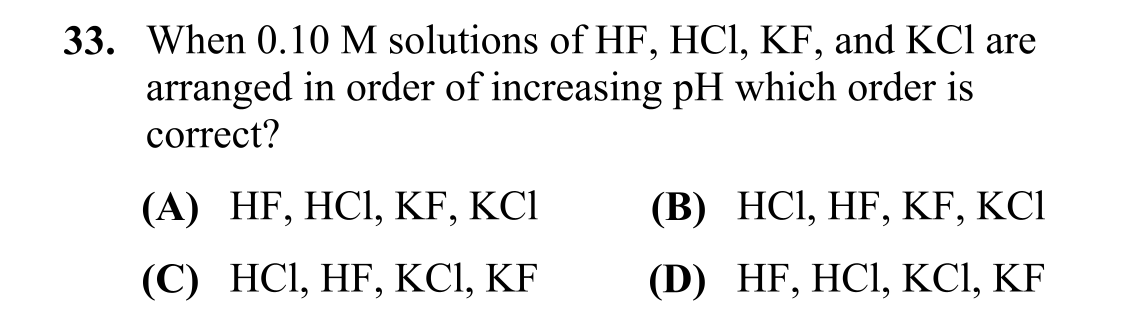 33. When 0.10 M solutions of HF, HCl, KF, and KCl are
arranged in order of increasing pH which order is
correct?
(A) HF, HCl, KF, KCl (B) HCl, HF, KF, KCl
(C) HCl, HF, KCl, KF (D) HF, HCl, KCl, KF